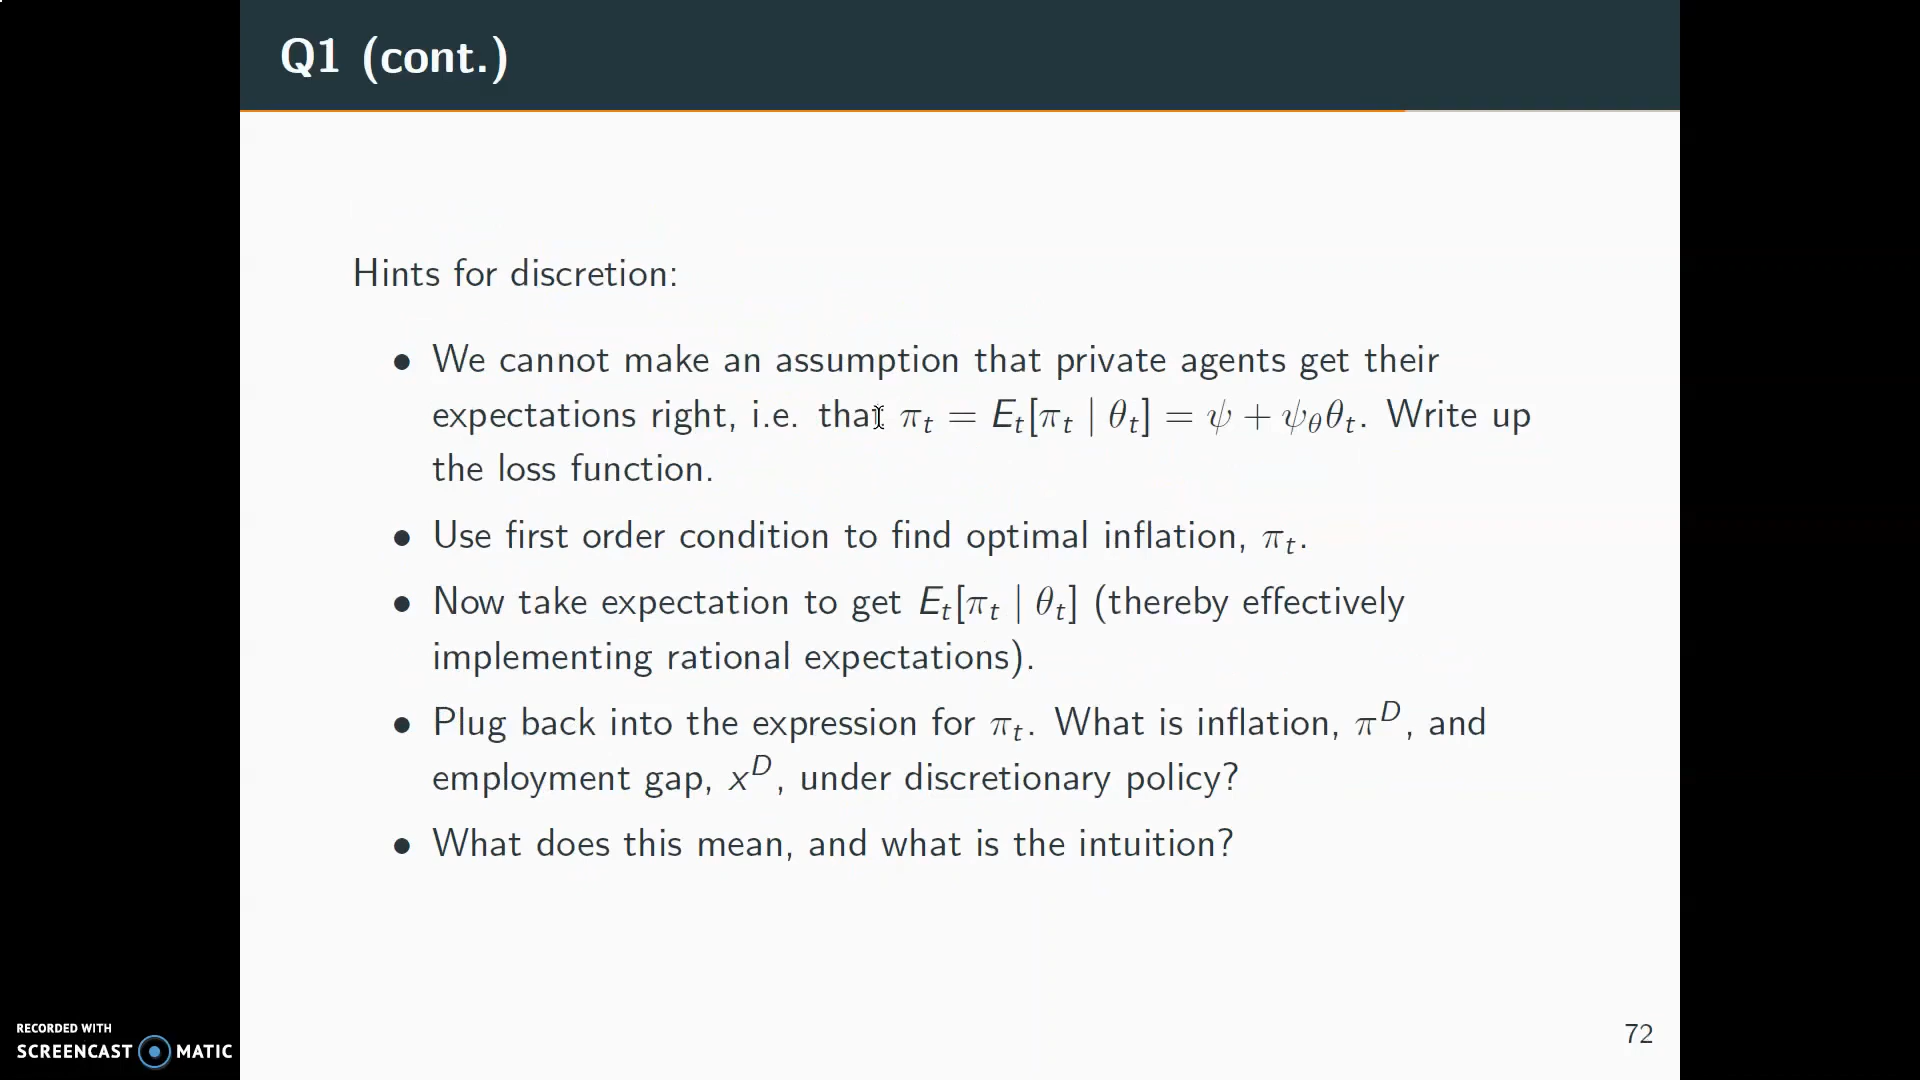 Q1 (cont.)
Hints for discretion:
• We cannot make an assumption that private agents get their
expectations right, i.e. that π_t = E_t[π_t | θ_t] = ψ + ψ_θθ_t. Write up
the loss function.
• Use first order condition to find optimal inflation, π_t.
• Now take expectation to get E_t[π_t | θ_t] (thereby effectively
implementing rational expectations).
• Plug back into the expression for π_t. What is inflation, π^D, and
employment gap, x^D, under discretionary policy?
• What does this mean, and what is the intuition?
72
RECORDED WITH
SCREENCAST MATIC